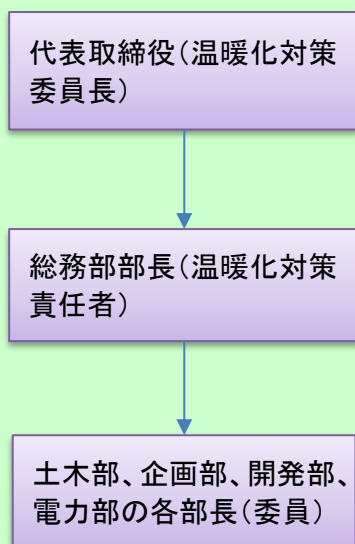 代表取締役(温暖化対策
委員長)
総務部部長(温暖化対策
責任者)
土木部、企画部、開発部、
電力部の各部長(委員)